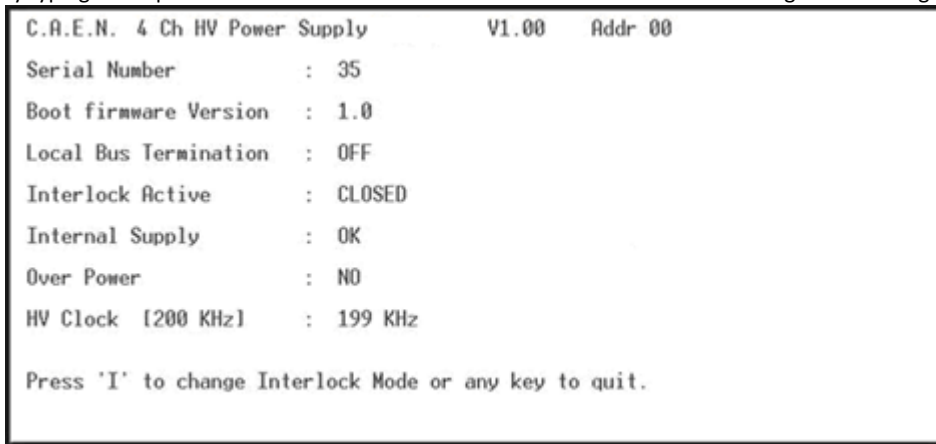 C.A.E.N. 4 Ch HV Power Supply V1.00 Addr 00
Serial Number : 35
Boot firmware Version : 1.0
Local Bus Termination : OFF
Interlock Active : CLOSED
Internal Supply : OK
Over Power : NO
HV Clock [200 KHz] : 199 KHz
Press 'I' to change Interlock Mode or any key to quit.